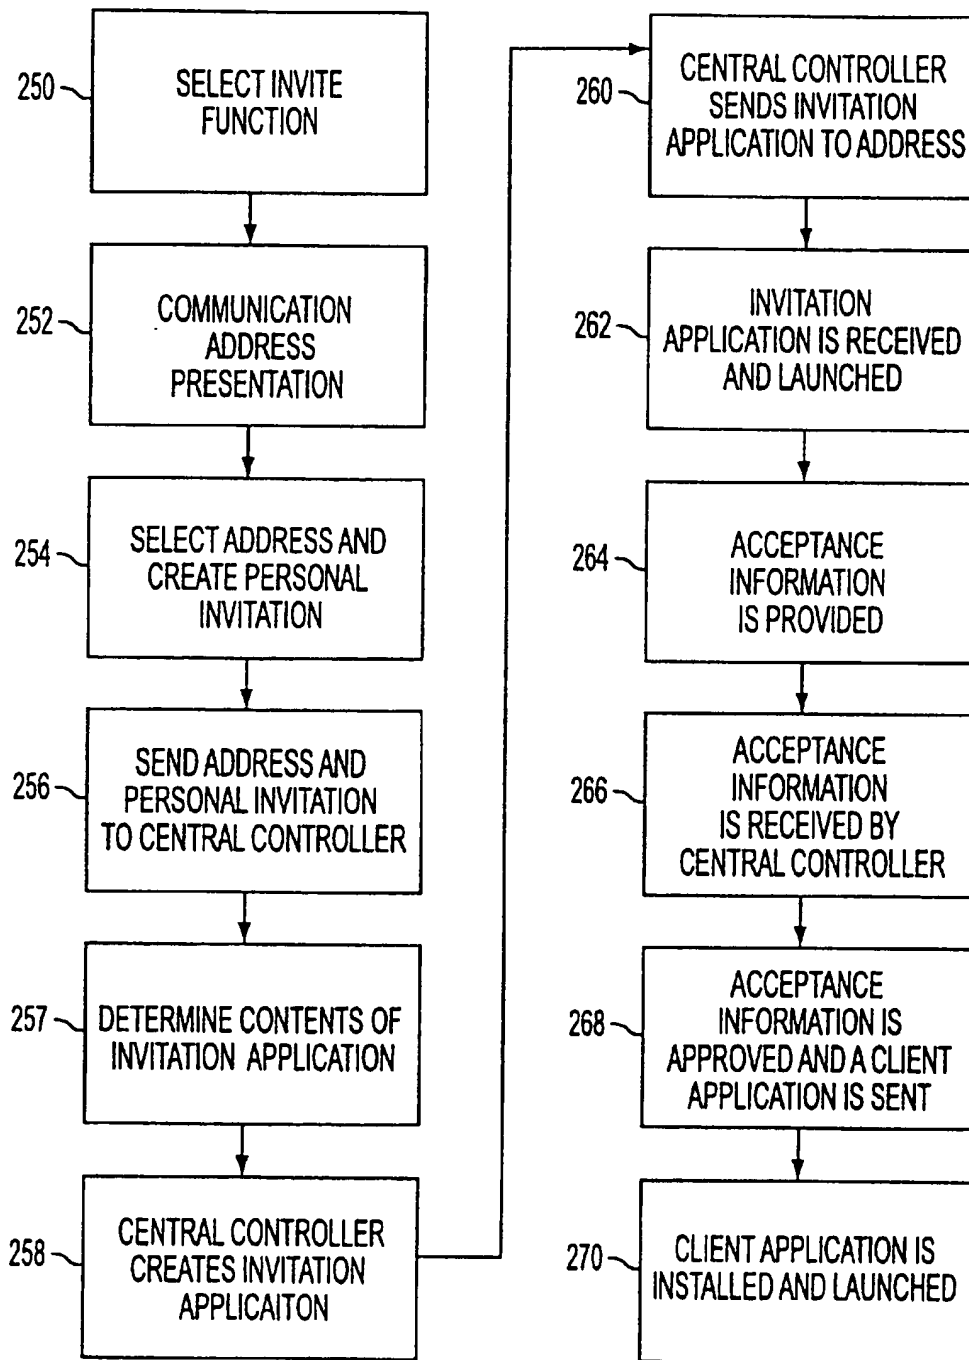 250
SELECT INVITE
FUNCTION
252
COMMUNICATION
ADDRESS
PRESENTATION
254
SELECT ADDRESS AND
CREATE PERSONAL
INVITATION
256
SEND ADDRESS AND
PERSONAL INVITATION
TO CENTRAL CONTROLLER
257
DETERMINE CONTENTS OF
INVITATION APPLICATION
258
CENTRAL CONTROLLER
CREATES INVITATION
APPLICAITON
260
CENTRAL CONTROLLER
SENDS INVITATION
APPLICATION TO ADDRESS
262
INVITATION
APPLICATION IS RECEIVED
AND LAUNCHED
264
ACCEPTANCE
INFORMATION
IS PROVIDED
266
ACCEPTANCE
INFORMATION
IS RECEIVED BY
CENTRAL CONTROLLER
268
ACCEPTANCE
INFORMATION IS
APPROVED AND A CLIENT
APPLICATION IS SENT
270
CLIENT APPLICATION IS
INSTALLED AND LAUNCHED